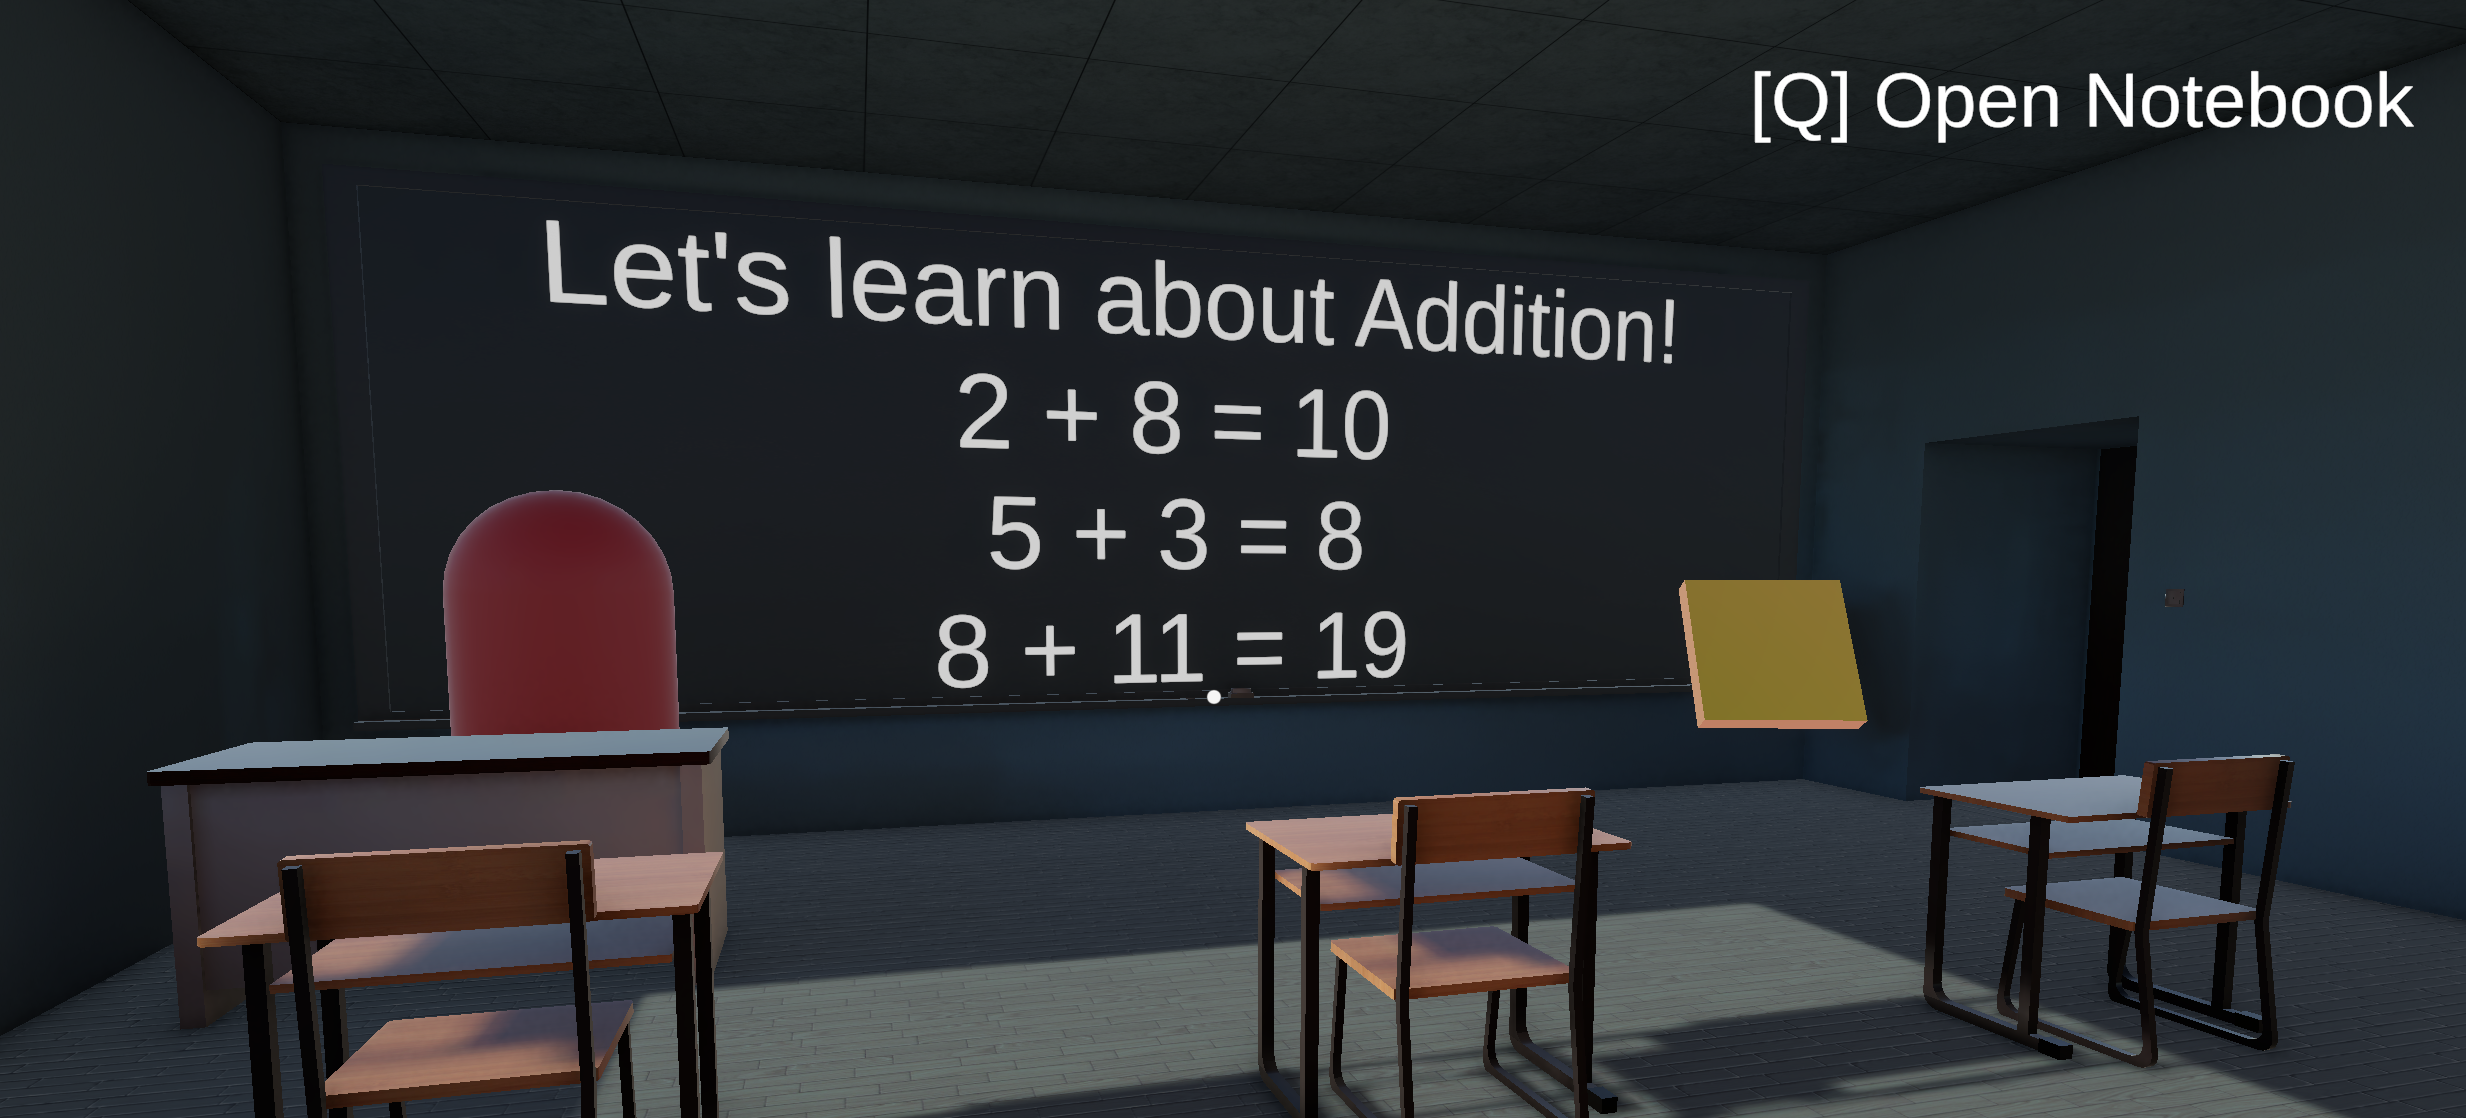 [Q] Open Notebook
Let's learn about Addition!
2 + 8 = 10
5 + 3 = 8
8 + 11 = 19